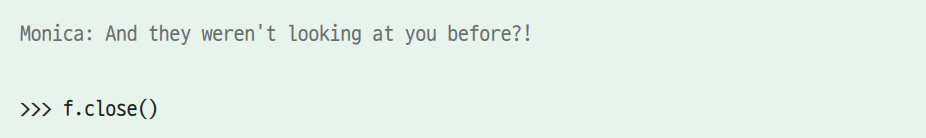 Monica: And they weren't looking at you before?!
>>> f.close()